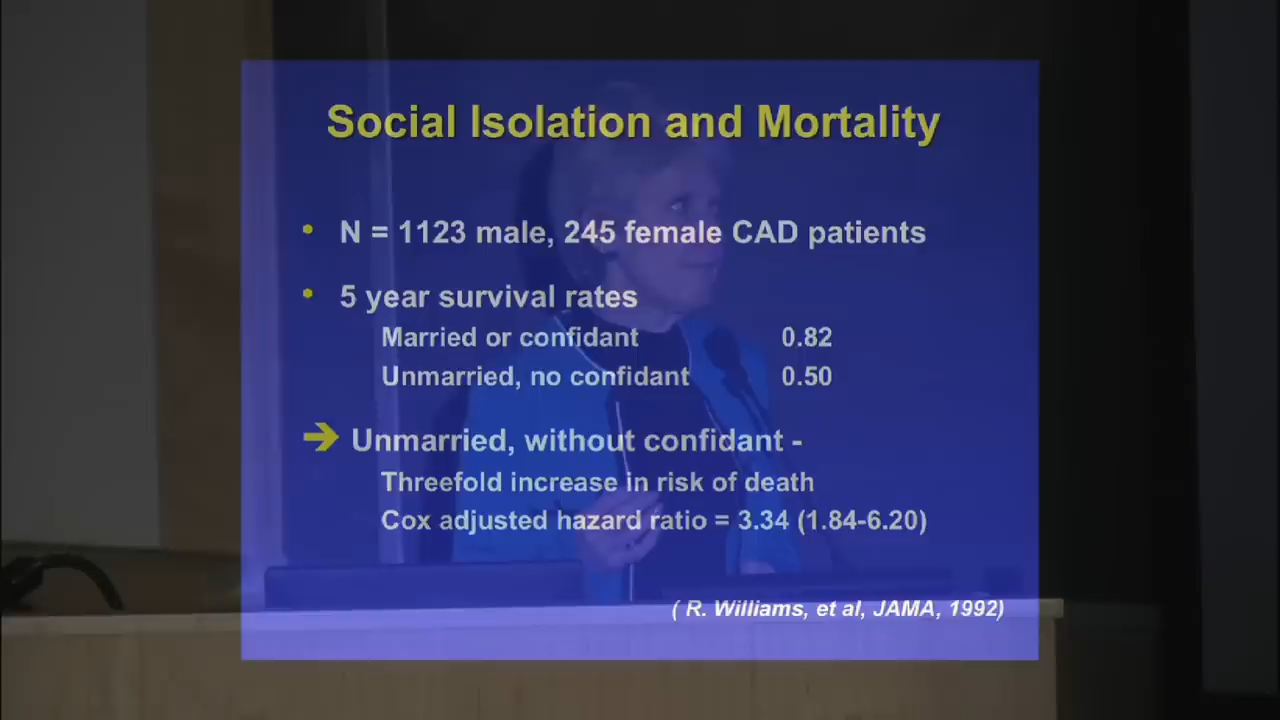 Social Isolation and Mortality
• N = 1123 male, 245 female CAD patients
• 5 year survival rates
Married or confidant 0.82
Unmarried, no confidant 0.50
➔ Unmarried, without confidant -
Threefold increase in risk of death
Cox adjusted hazard ratio = 3.34 (1.84-6.20)
( R. Williams, et al, JAMA, 1992)